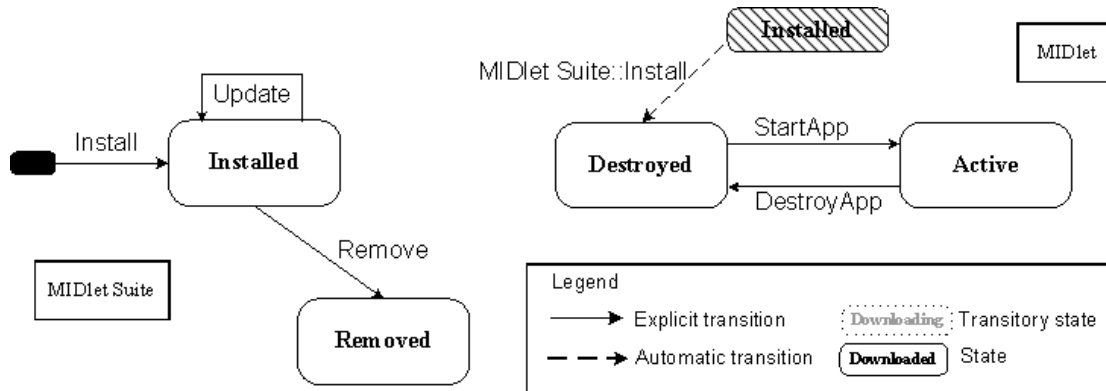 Update
Install
Installed
MIDlet Suite
Remove
Removed
Installed
MIDlet
MIDlet Suite::Install
StartApp
Destroyed
Active
DestroyApp
Legend
Explicit transition
Downloading
Transitory state
Automatic transition
Downloaded
State